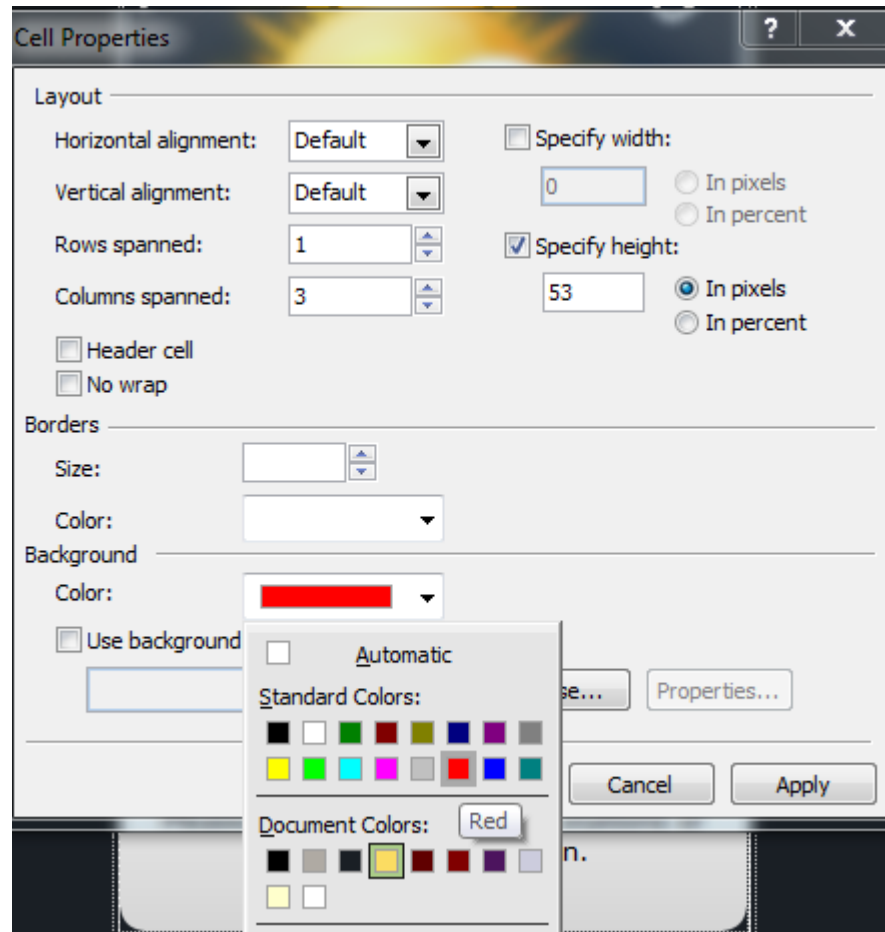 Cell Properties
? x
Layout
Horizontal alignment: Default
Specify width:
Vertical alignment: Default
0 In pixels
In percent
Rows spanned: 1
Specify height:
Columns spanned: 3
53 In pixels
In percent
Header cell
No wrap
Borders
Size:
Color:
Background
Color:
Use background
Automatic
Standard Colors:
Properties...
Cancel Apply
Document Colors: Red
n.